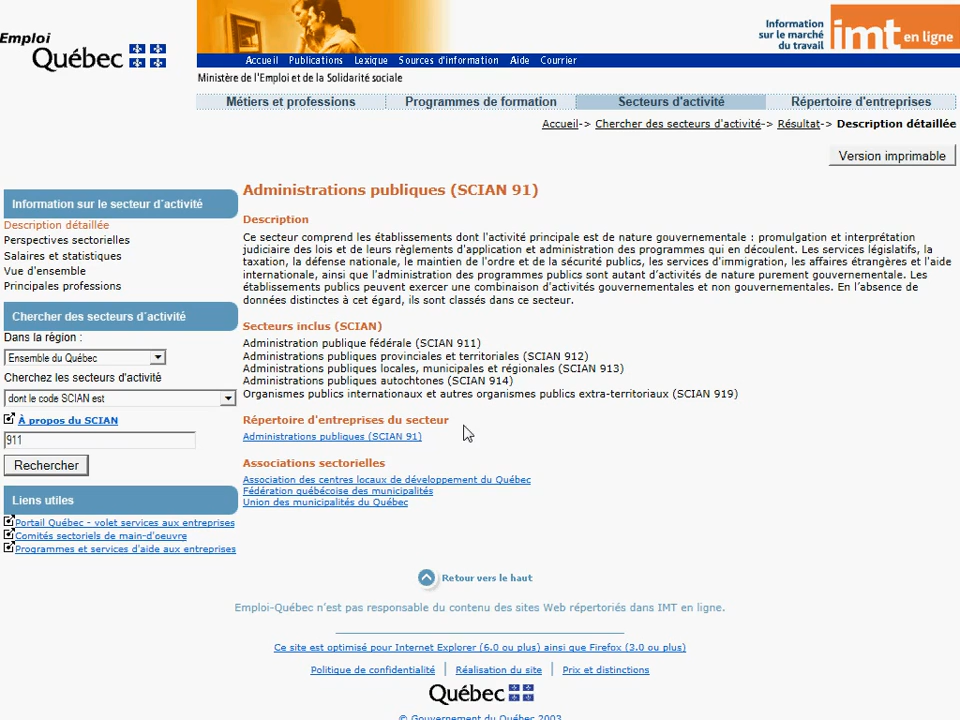 Emploi
Québec
Information
sur le marché
du travail
imt en ligne
Accueil Publications Lexique Sources d'information Aide Courrier
Ministère de l'Emploi et de la Solidarité sociale
Métiers et professions Programmes de formation Secteurs d'activité Répertoire d'entreprises
Accueil-> Chercher des secteurs d'activité-> Résultat-> Description détaillée
Version imprimable
Information sur le secteur d'activité
Description détaillée
Perspectives sectorielles
Salaires et statistiques
Vue d'ensemble
Principales professions
Chercher des secteurs d'activité
Dans la région :
Ensemble du Québec
Cherchez les secteurs d'activité
dont le code SCIAN est
À propos du SCIAN
911
Rechercher
Liens utiles
Portail Québec - volet services aux entreprises
Comités sectoriels de main-d'oeuvre
Programmes et services d'aide aux entreprises
Administrations publiques (SCIAN 91)
Description
Ce secteur comprend les établissements dont l'activité principale est de nature gouvernementale : promulgation et interprétation
judiciaire des lois et de leurs règlements d'application et administration des programmes qui en découlent. Les services législatifs, la
taxation, la défense nationale, le maintien de l'ordre et de la sécurité publics, les services d'immigration, les affaires étrangères et l'aide
internationale, ainsi que l'administration des programmes publics sont autant d'activités de nature purement gouvernementale. Les
établissements publics peuvent exercer une combinaison d'activités gouvernementales et non gouvernementales. En l'absence de
données distinctes à cet égard, ils sont classés dans ce secteur.
Secteurs inclus (SCIAN)
Administration publique fédérale (SCIAN 911)
Administrations publiques provinciales et territoriales (SCIAN 912)
Administrations publiques locales, municipales et régionales (SCIAN 913)
Administrations publiques autochtones (SCIAN 914)
Organismes publics internationaux et autres organismes publics extra-territoriaux (SCIAN 919)
Répertoire d'entreprises du secteur
Administrations publiques (SCIAN 91)
Associations sectorielles
Association des centres locaux de développement du Québec
Fédération québécoise des municipalités
Union des municipalités du Québec
Retour vers le haut
Emploi-Québec n'est pas responsable du contenu des sites Web répertoriés dans IMT en ligne.
Ce site est optimisé pour Internet Explorer (6.0 ou plus) ainsi que Firefox (3.0 ou plus)
Politique de confidentialité | Réalisation du site | Prix et distinctions
Québec
© Gouvernement du Québec 2003